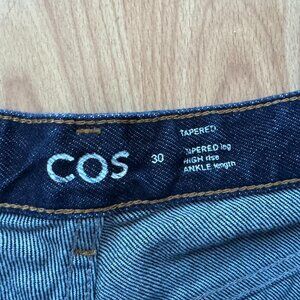 COS
30
TAPERED
TAPERED leg
HIGH rise
ANKLE length